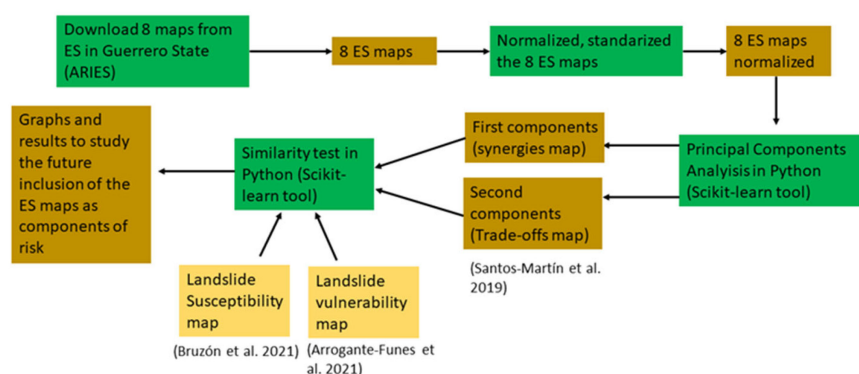 Download 8 maps from
ES in Guerrero State
(ARIES)
8 ES maps
Normalized, standarized
the 8 ES maps
8 ES maps
normalized
Graphs and
results to study
the future
inclusion of the
ES maps as
components of
risk
Similarity test in
Python (Scikit-
learn tool)
First components
(synergies map)
Second
components
(Trade-offs map)
Principal Components
Analyisis in Python
(Scikit-learn tool)
(Santos-Martín et al.
2019)
Landslide
Susceptibility
map
Landslide
vulnerability
map
(Bruzón et al. 2021)
(Arrogante-Funes et
al. 2021)